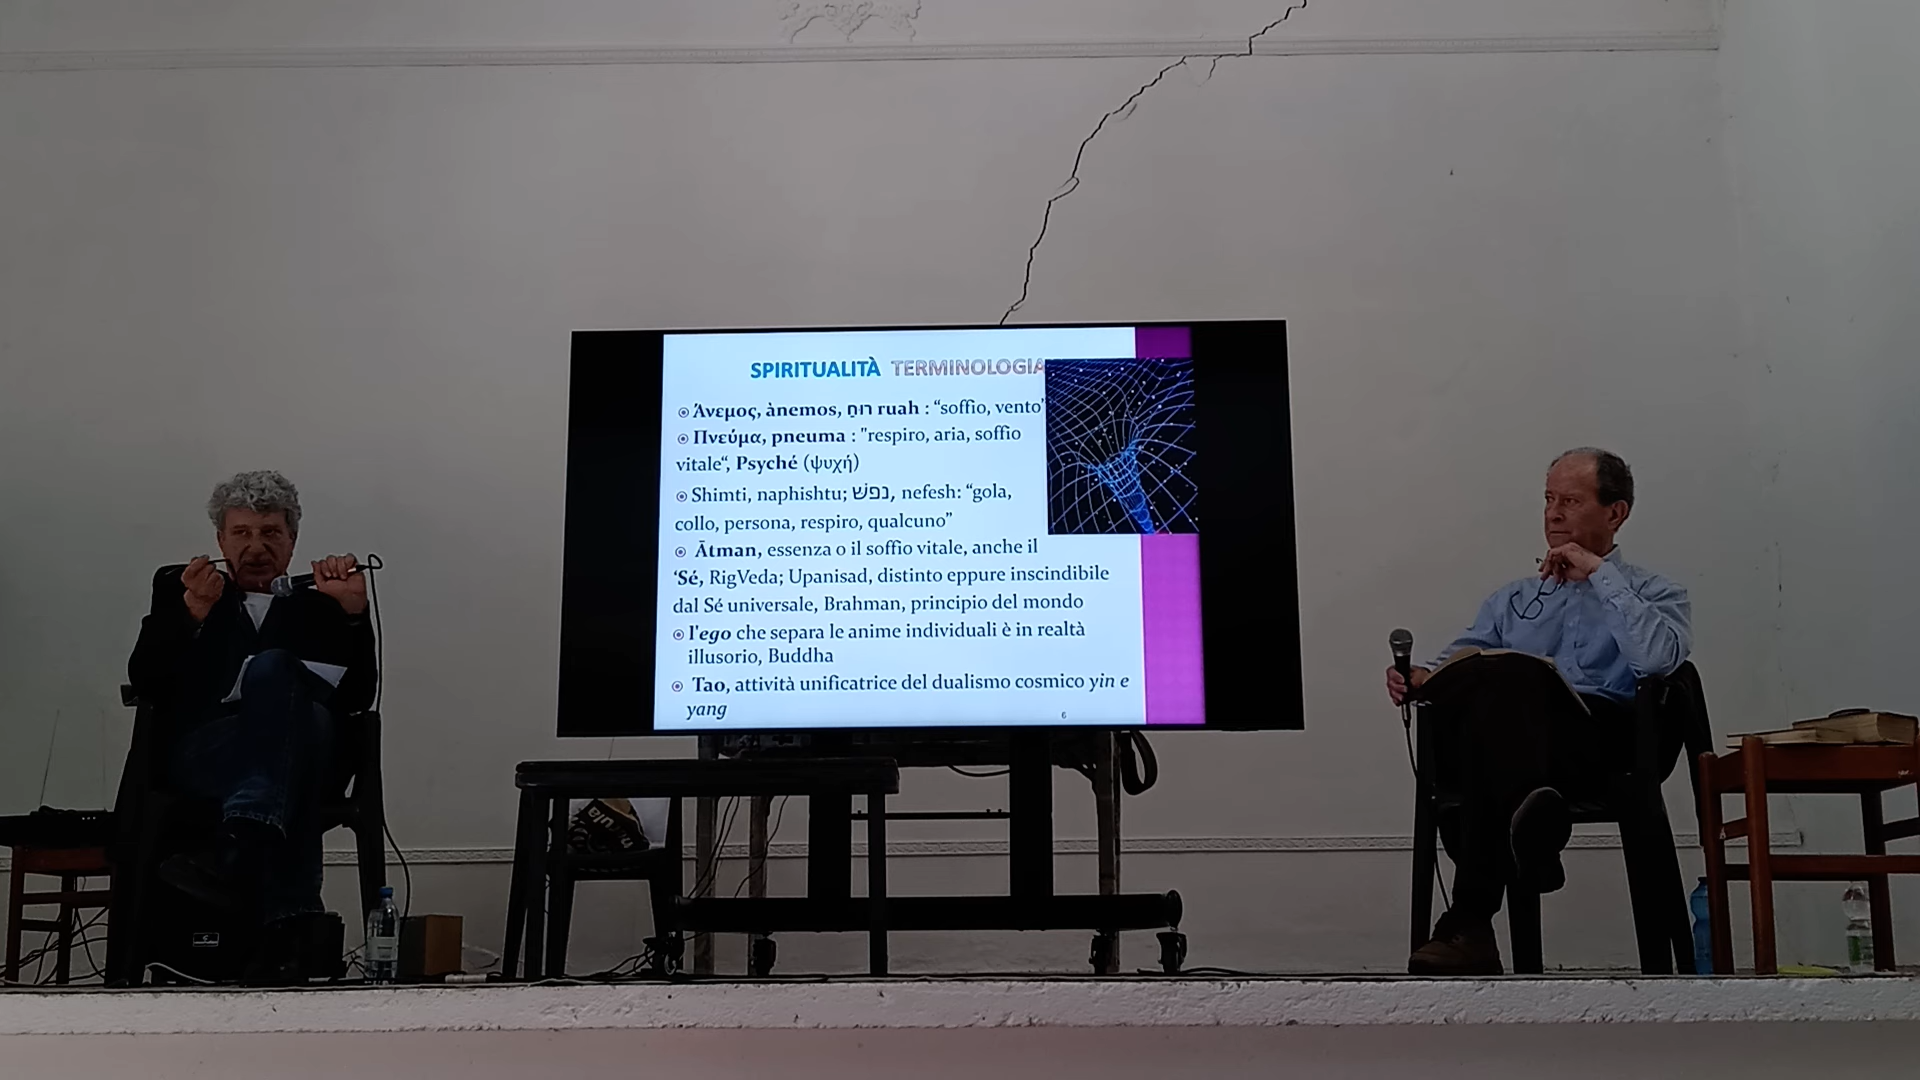 SPIRITUALITÀ TERMINOLOGIA
Άνεμος, ànemos, רוּחַ ruah : “soffio, vento”
Πνεύμα, pneuma : "respiro, aria, soffio
vitale“, Psyché (ψυχή)
Shimti, naphishtu; נפש, nefesh: “gola,
collo, persona, respiro, qualcuno”
Ātman, essenza o il soffio vitale, anche il
‘Sé, RigVeda; Upanisad, distinto eppure inscindibile
dal Sé universale, Brahman, principio del mondo
l'ego che separa le anime individuali è in realtà
illusorio, Buddha
Tao, attività unificatrice del dualismo cosmico yin e
yang
6